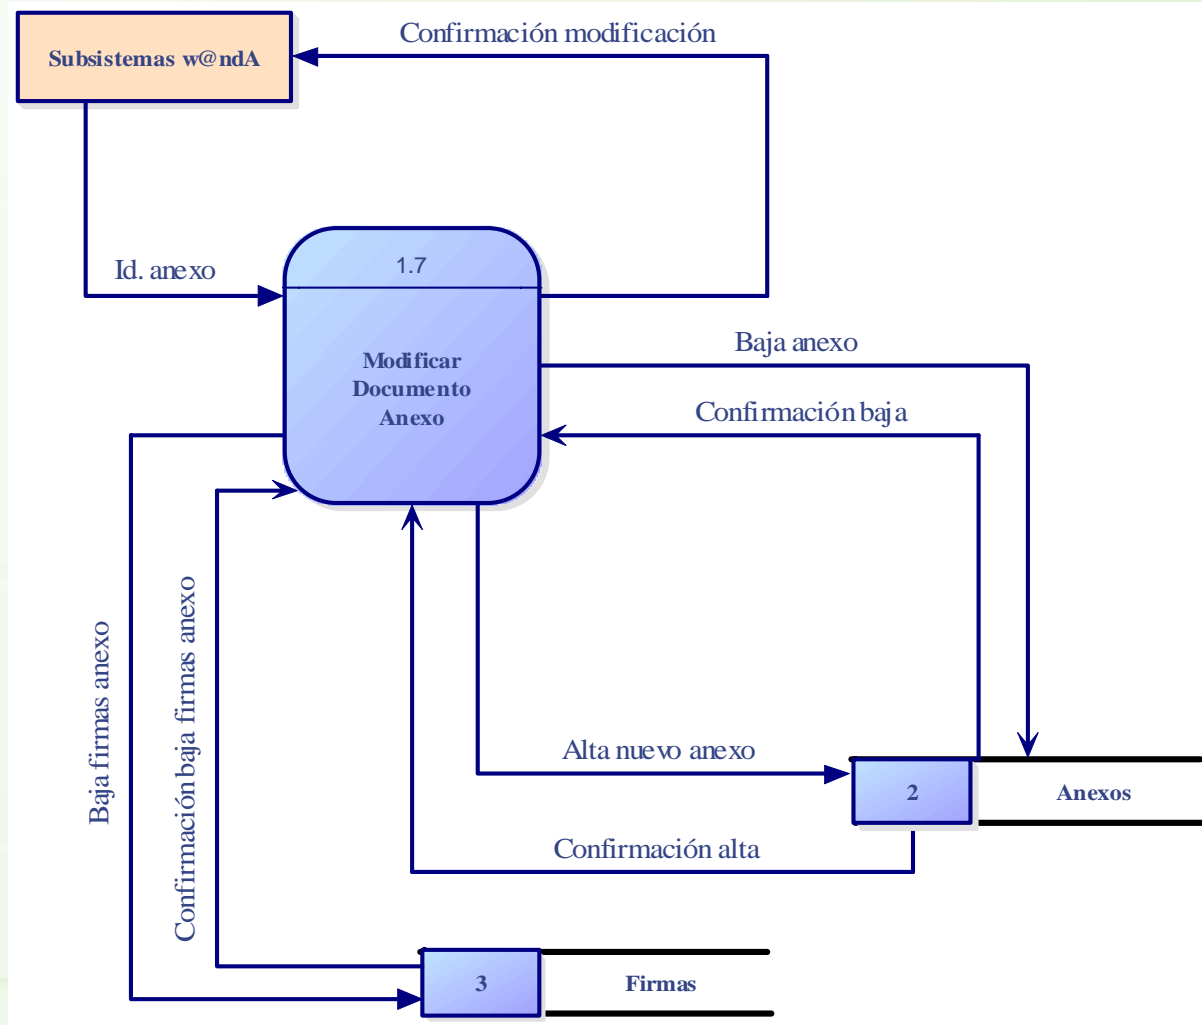 Confirmación modificación
Subsistemas w@ndA
Id. anexo
1.7
Modificar
Documento
Anexo
Baja anexo
Confirmación baja
Baja firmas anexo
Confirmación baja firmas anexo
Alta nuevo anexo
2
Anexos
Confirmación alta
3
Firmas